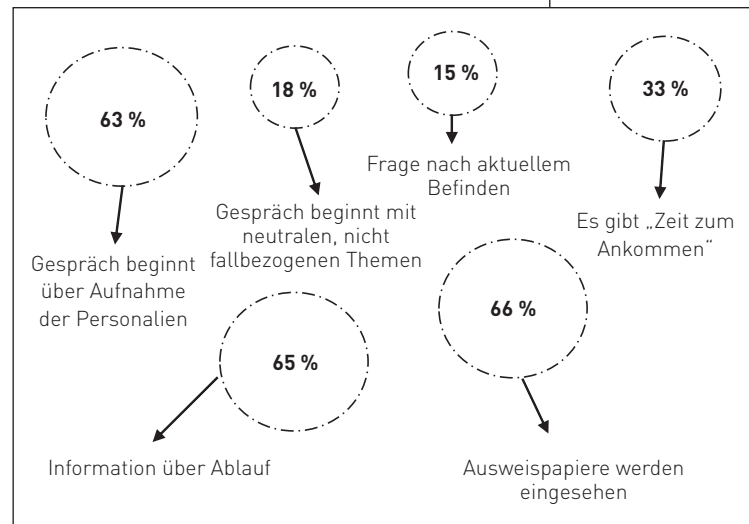 63 %
18 %
15 %
33 %
Frage nach aktuellem
Befinden
Gespräch beginnt mit
neutralen, nicht
fallbezogenen Themen
Es gibt „Zeit zum
Ankommen“
Gespräch beginnt
über Aufnahme
der Personalien
65 %
66 %
Information über Ablauf
Ausweispapiere werden
eingesehen